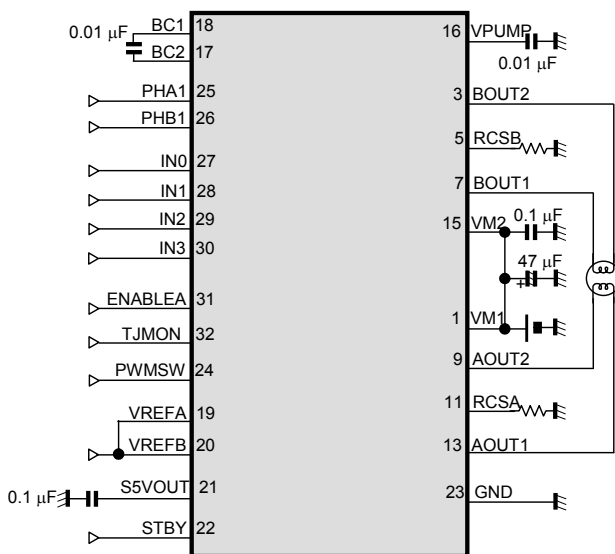 0.01 μF
BC1 18
BC2 17
PHA1 25
PHB1 26
IN0 27
IN1 28
IN2 29
IN3 30
ENABLEA 31
TJMON 32
PWMSW 24
VREFA 19
VREFB 20
0.1 μF
S5VOUT 21
STBY 22
16 VPUMP
0.01 μF
3 BOUT2
5 RCSB
7 BOUT1
15 VM2
0.1 μF
47 μF
+
1 VM1
9 AOUT2
11 RCSA
13 AOUT1
23 GND